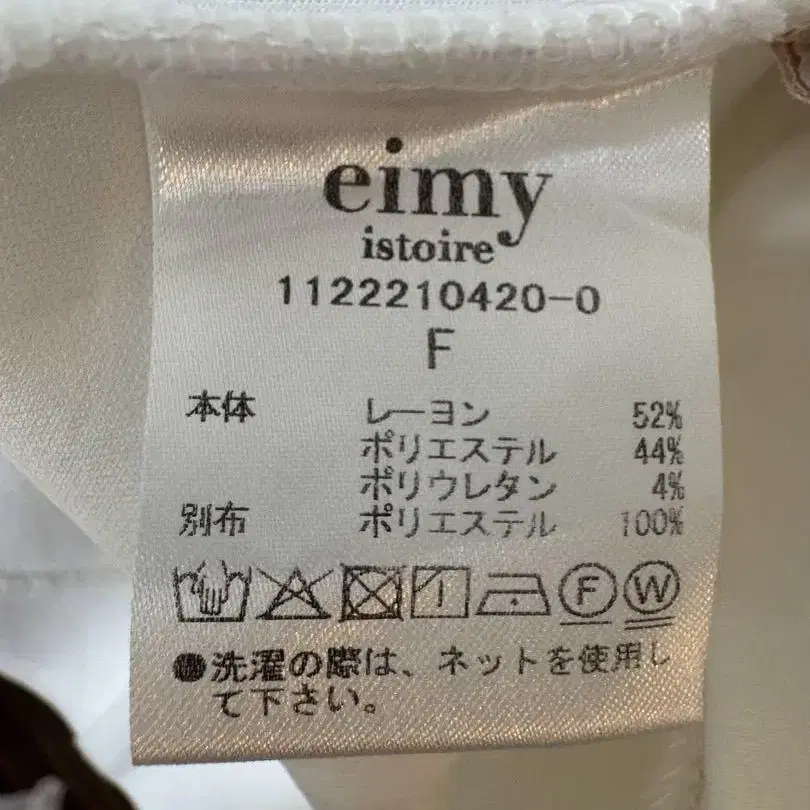 eimy
istoire
1122210420-0
F
本体 レーヨン 52%
ポリエステル 44%
ポリウレタン 4%
別布 ポリエステル 100%
F W
●洗濯の際は、ネットを使用し
て下さい。